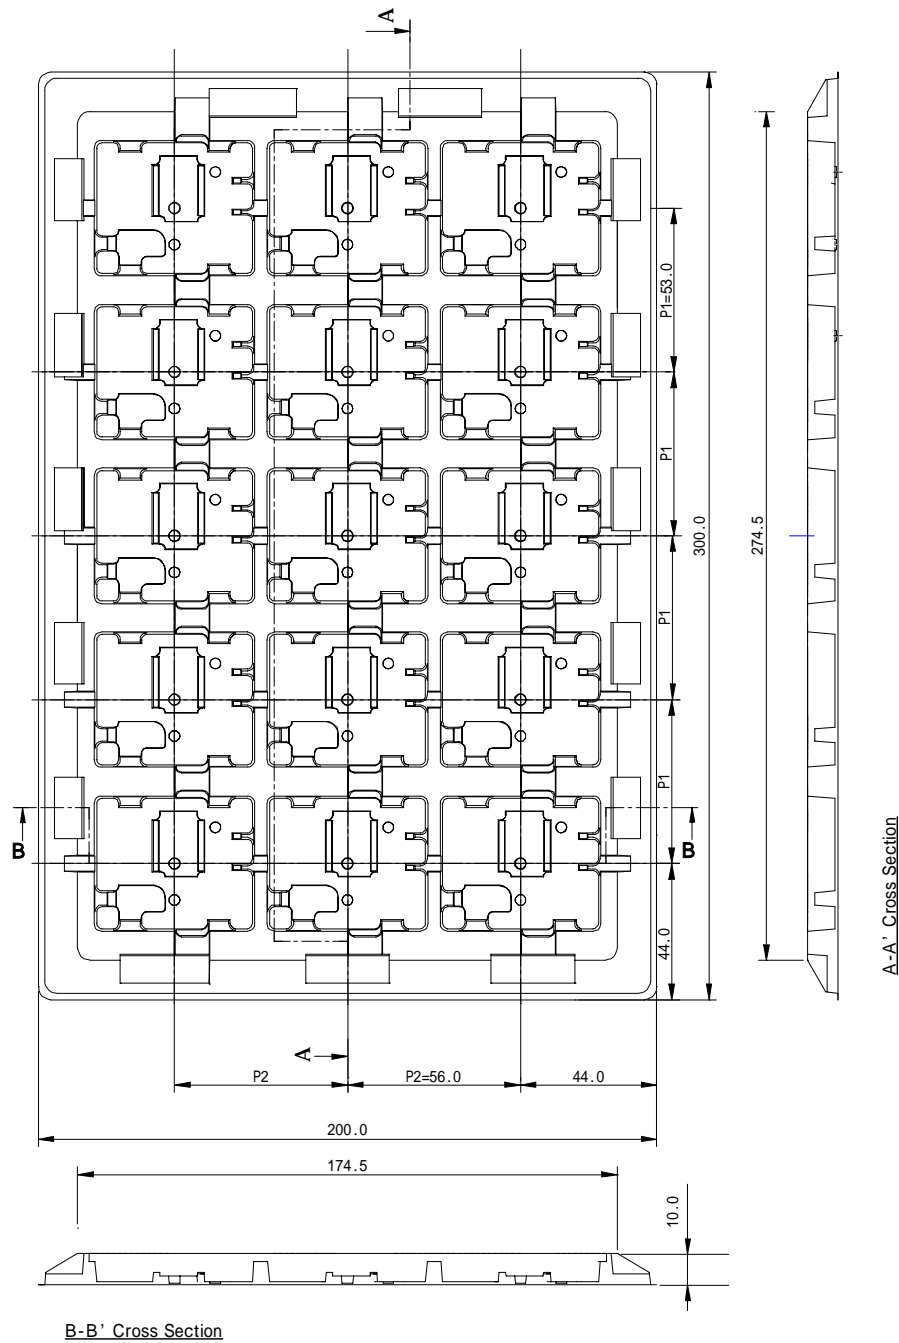 A
P1=53.0
P1
300.0
274.5
P1
P1
B
B
A-A' Cross Section
44.0
A
P2
P2=56.0
44.0
200.0
174.5
10.0
B-B' Cross Section